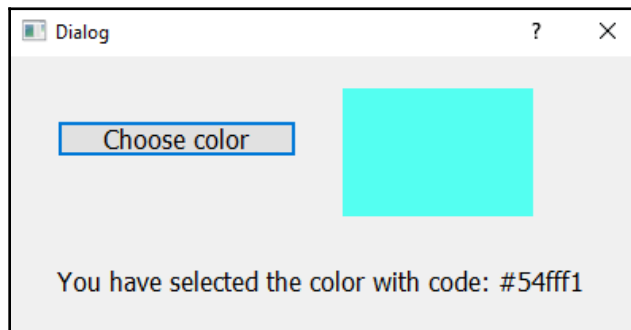 Dialog ?
Choose color
You have selected the color with code: #54fff1